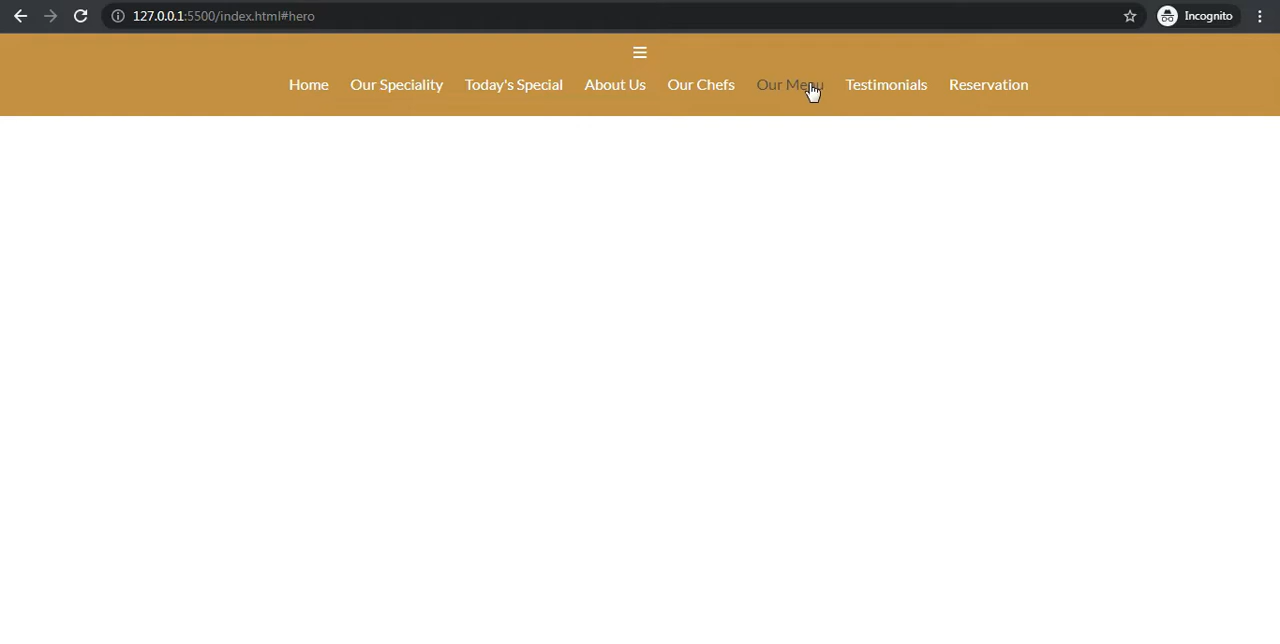 127.0.0.1:5500/index.html#hero Incognito
Home Our Speciality Today's Special About Us Our Chefs Our Menu Testimonials Reservation